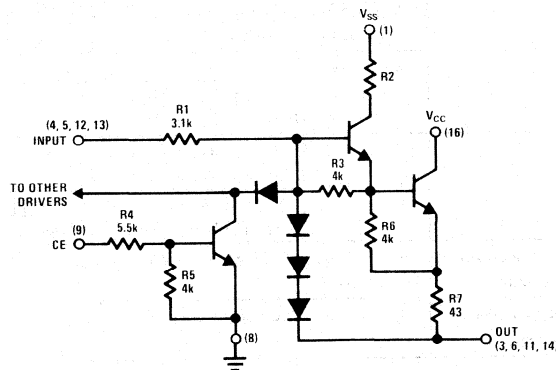 VSS
(1)
R2
R1
3.1k
(4, 5, 12, 13)
INPUT
VCC
(16)
R3
4k
TO OTHER
DRIVERS
R4
5.5k
(9)
CE
R5
4k
R6
4k
R7
43
(8)
OUT
(3, 6, 11, 14,